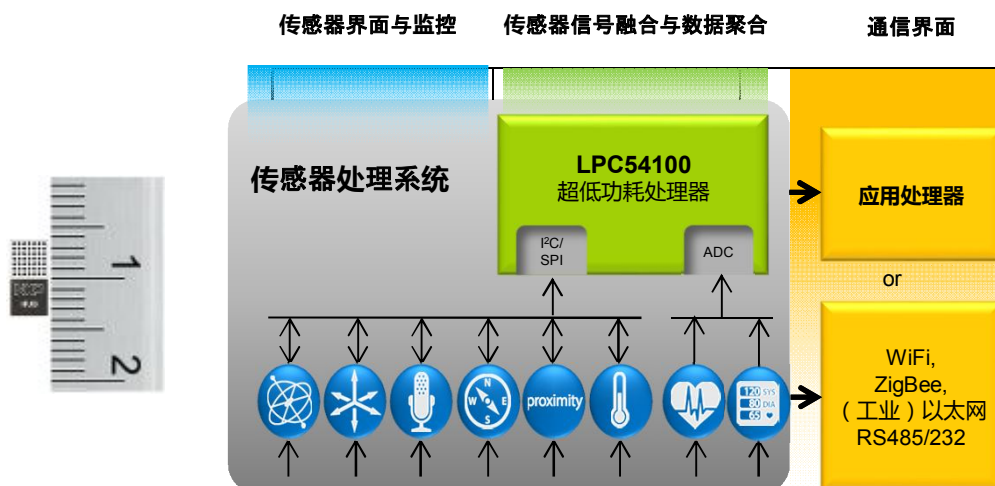 传感器界面与监控
传感器信号融合与数据聚合
通信界面
传感器处理系统
LPC54100
超低功耗处理器
I²C/
SPI
ADC
应用处理器
or
WiFi,
ZigBee,
（工业）以太网
RS485/232
1
2
NXP
N
W E
S
proximity
120 SYS
80 DIA
65